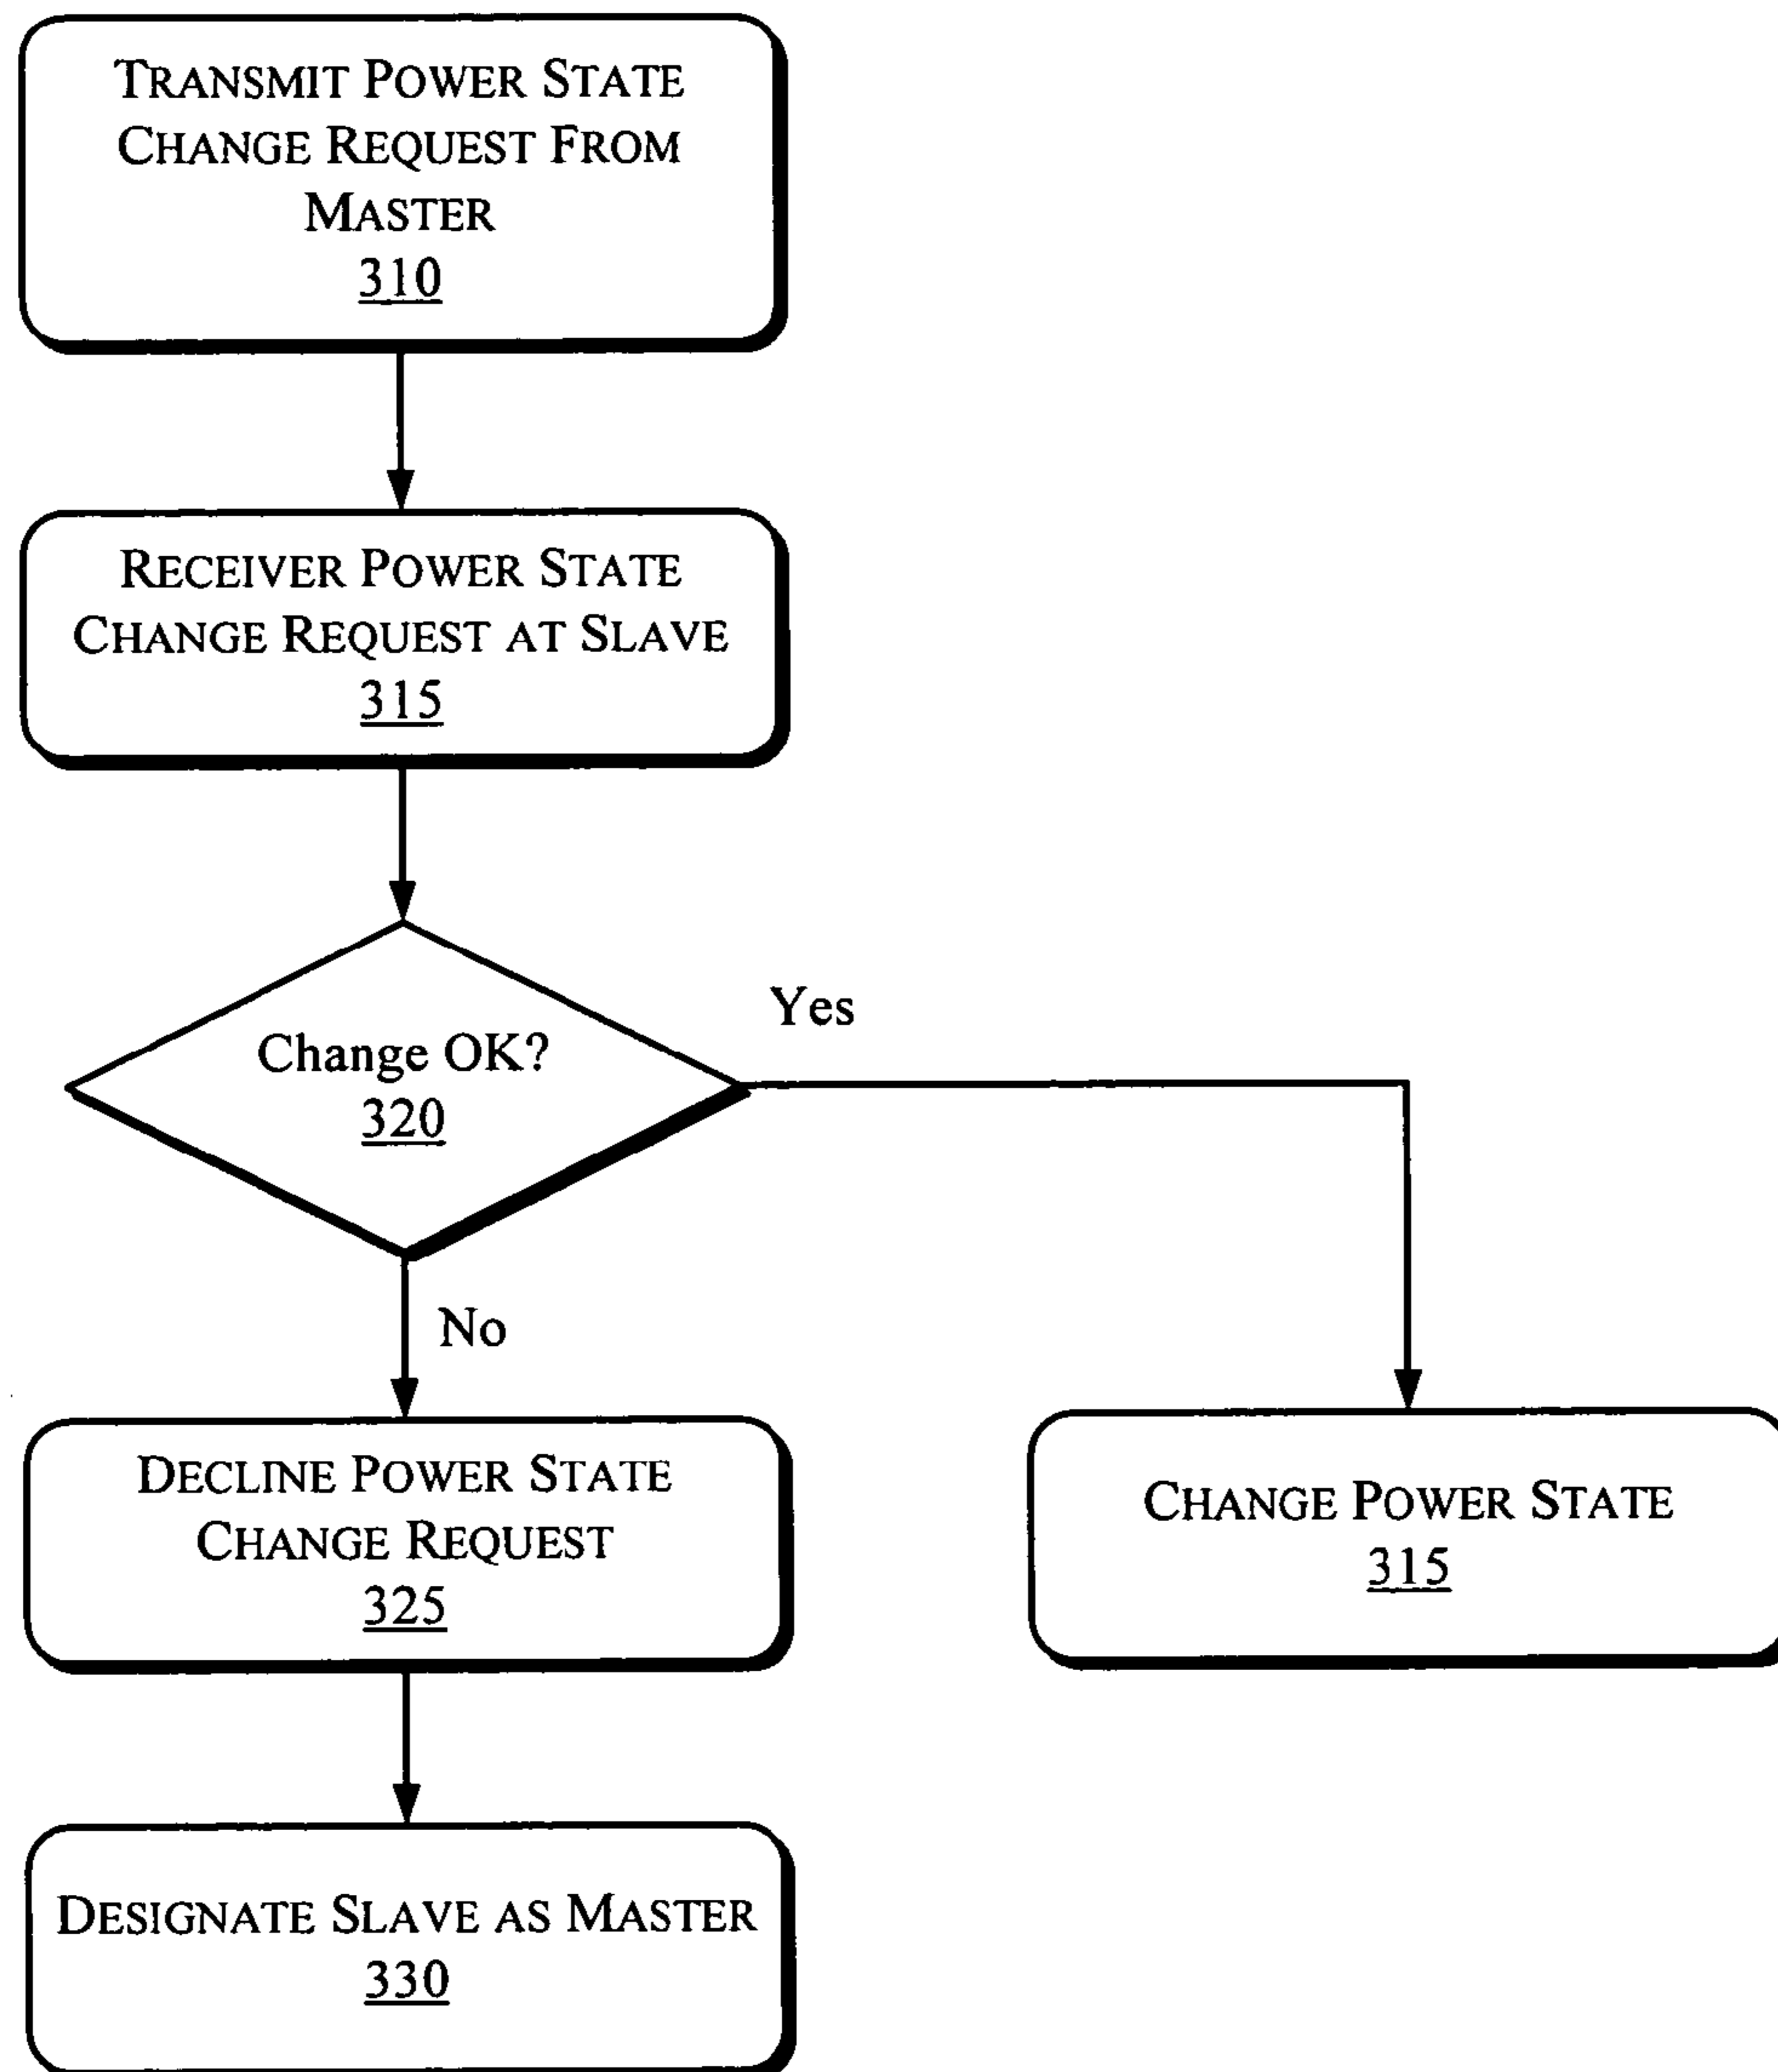 TRANSMIT POWER STATE
CHANGE REQUEST FROM
MASTER
310
RECEIVER POWER STATE
CHANGE REQUEST AT SLAVE
315
Change OK?
320
Yes
No
DECLINE POWER STATE
CHANGE REQUEST
325
CHANGE POWER STATE
315
DESIGNATE SLAVE AS MASTER
330